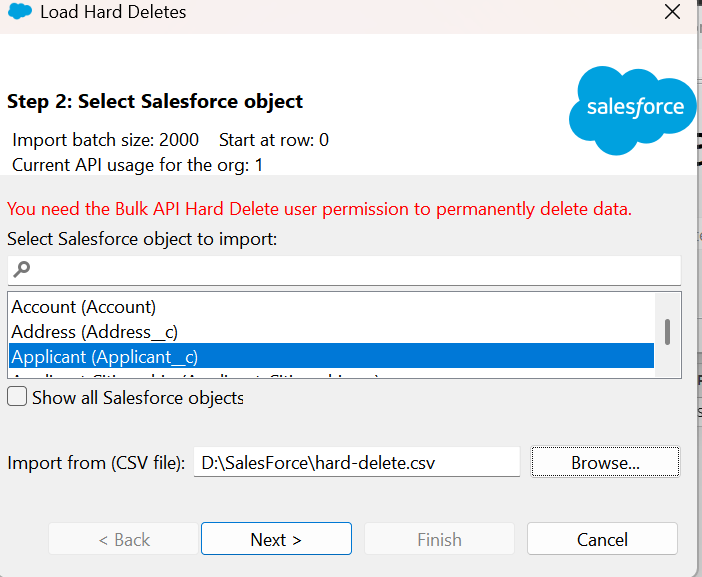 Load Hard Deletes
Step 2: Select Salesforce object
salesforce
Import batch size: 2000 Start at row: 0
Current API usage for the org: 1
You need the Bulk API Hard Delete user permission to permanently delete data.
Select Salesforce object to import:
Account (Account)
Address (Address__c)
Applicant (Applicant__c)
Show all Salesforce objects
Import from (CSV file): D:\SalesForce\hard-delete.csv Browse...
< Back Next > Finish Cancel